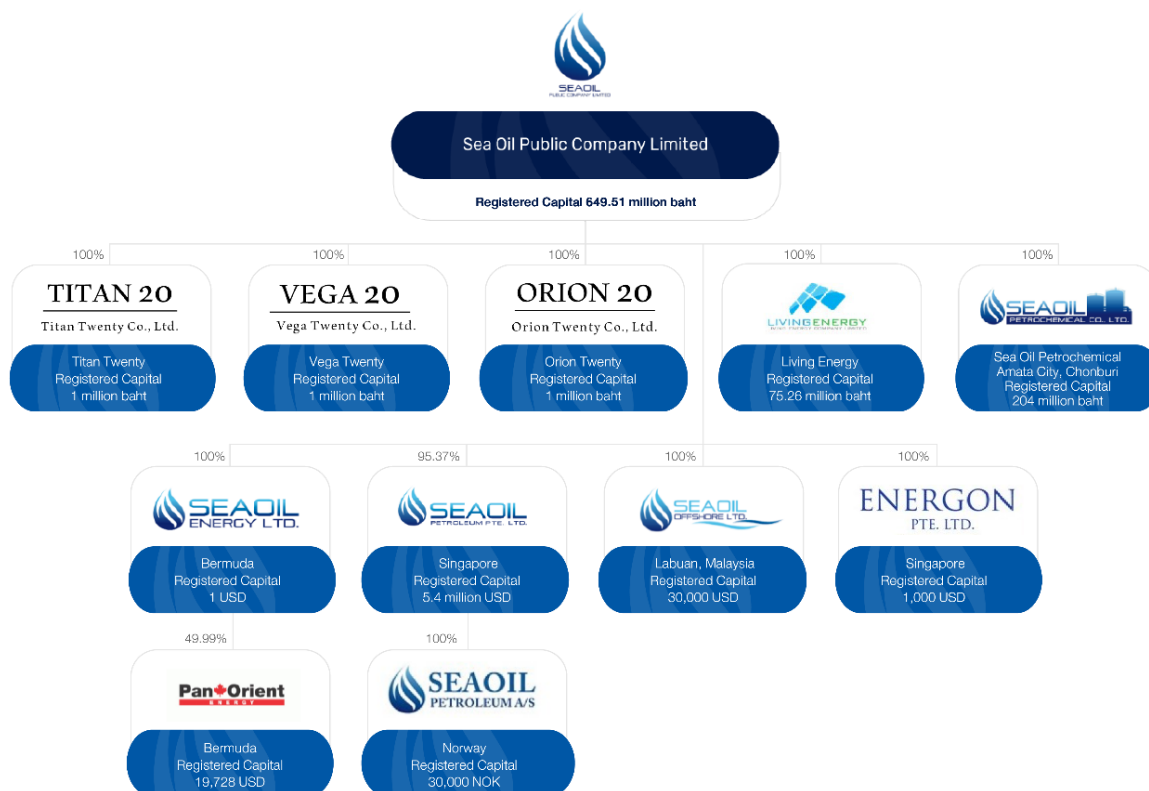 SEAOIL
PUBLIC COMPANY LIMITED
Sea Oil Public Company Limited
Registered Capital 649.51 million baht
100%
100%
100%
100%
100%
TITAN 20
Titan Twenty Co., Ltd.
Titan Twenty
Registered Capital
1 million baht
VEGA 20
Vega Twenty Co., Ltd.
Vega Twenty
Registered Capital
1 million baht
ORION 20
Orion Twenty Co., Ltd.
Orion Twenty
Registered Capital
1 million baht
LIVINGENERGY
Living Energy
Registered Capital
75.26 million baht
SEAOIL
PETROCHEMICAL CO., LTD.
Sea Oil Petrochemical
Amata City, Chonburi
Registered Capital
204 million baht
100%
95.37%
100%
100%
SEAOIL
ENERGY LTD.
Bermuda
Registered Capital
1 USD
SEAOIL
PETROLEUM PTE. LTD.
Singapore
Registered Capital
5.4 million USD
SEAOIL
OFFSHORE LTD.
Labuan, Malaysia
Registered Capital
30,000 USD
ENERGON
PTE. LTD.
Singapore
Registered Capital
1,000 USD
49.99%
100%
Pan Orient
ENERGY
Bermuda
Registered Capital
19,728 USD
SEAOIL
PETROLEUM A/S
Norway
Registered Capital
30,000 NOK